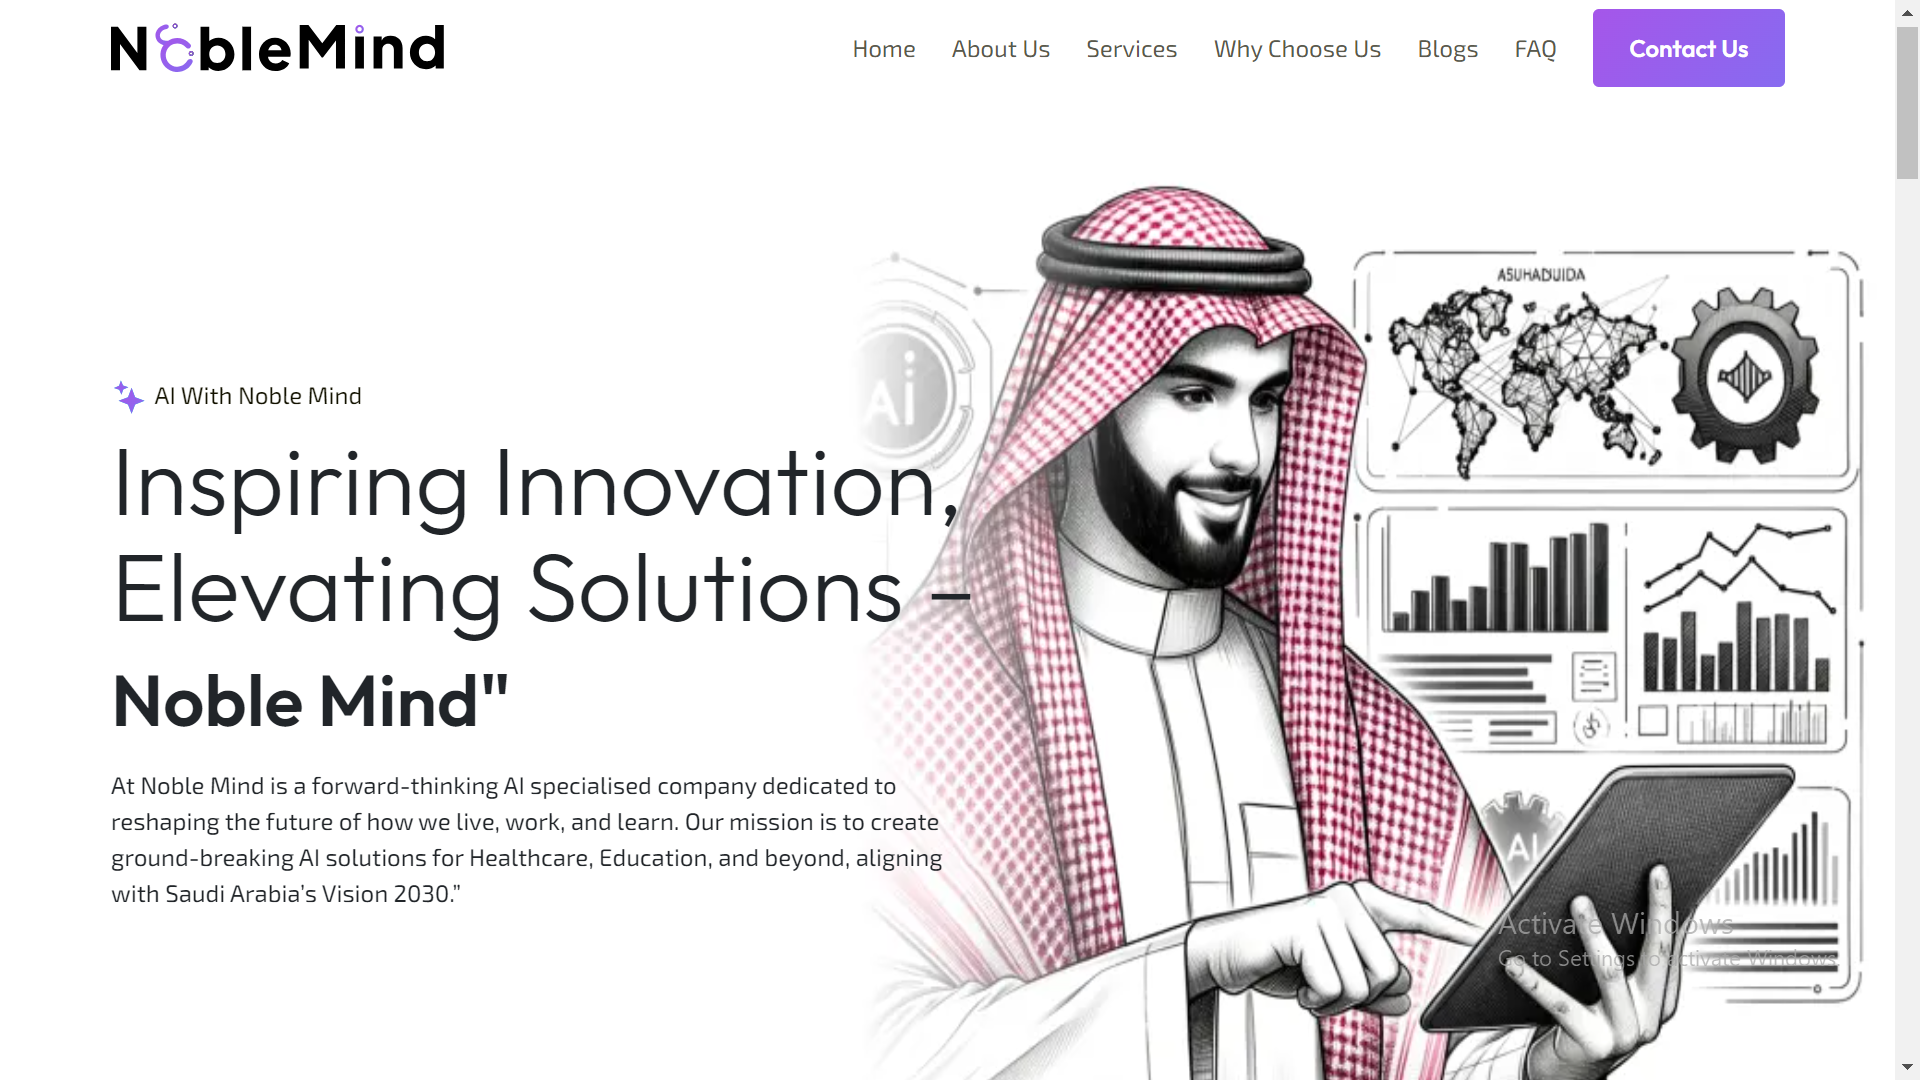 NobleMind
Home About Us Services Why Choose Us Blogs FAQ Contact Us
ASUHADUIDA
AI
AI With Noble Mind
Inspiring Innovation,
Elevating Solutions –
Noble Mind"
At Noble Mind is a forward-thinking AI specialised company dedicated to
reshaping the future of how we live, work, and learn. Our mission is to create
ground-breaking AI solutions for Healthcare, Education, and beyond, aligning
with Saudi Arabia’s Vision 2030.”
AI
Activate Windows
Go to Settings to activate Windows.